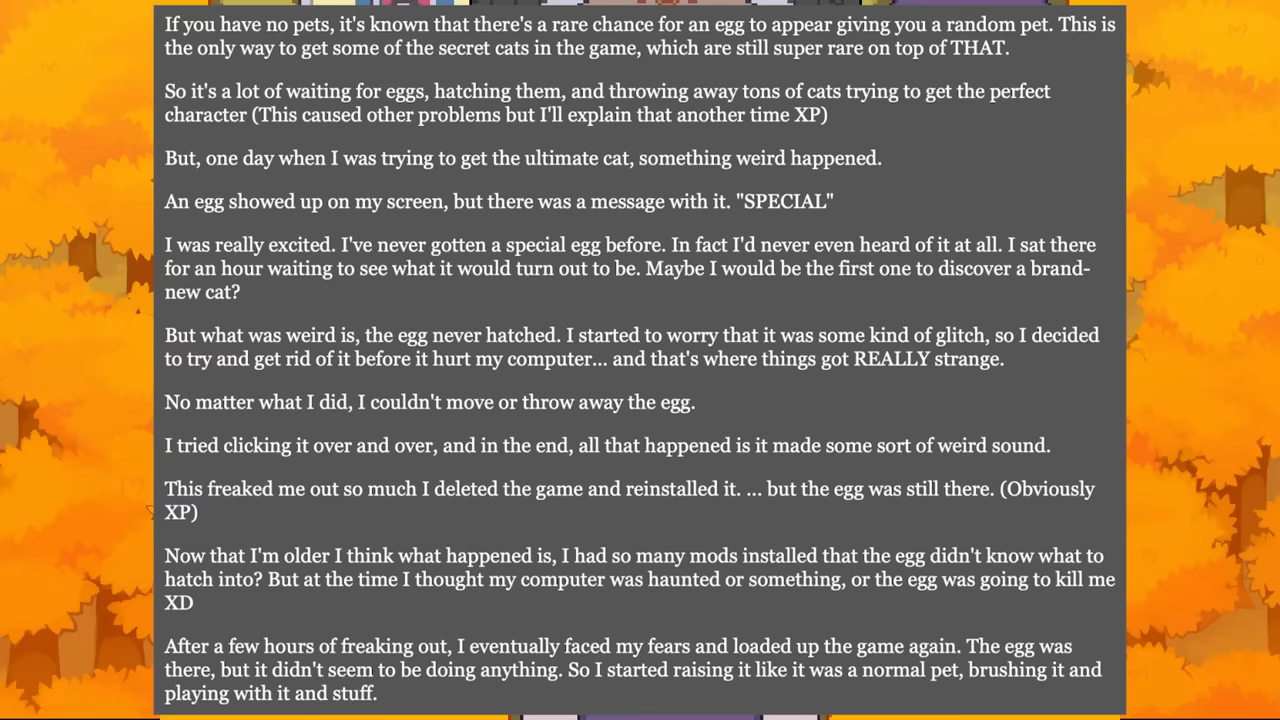 If you have no pets, it's known that there's a rare chance for an egg to appear giving you a random pet. This is
the only way to get some of the secret cats in the game, which are still super rare on top of THAT.
So it's a lot of waiting for eggs, hatching them, and throwing away tons of cats trying to get the perfect
character (This caused other problems but I'll explain that another time XP)
But, one day when I was trying to get the ultimate cat, something weird happened.
An egg showed up on my screen, but there was a message with it. "SPECIAL"
I was really excited. I've never gotten a special egg before. In fact I'd never even heard of it at all. I sat there
for an hour waiting to see what it would turn out to be. Maybe I would be the first one to discover a brand-
new cat?
But what was weird is, the egg never hatched. I started to worry that it was some kind of glitch, so I decided
to try and get rid of it before it hurt my computer... and that's where things got REALLY strange.
No matter what I did, I couldn't move or throw away the egg.
I tried clicking it over and over, and in the end, all that happened is it made some sort of weird sound.
This freaked me out so much I deleted the game and reinstalled it. ... but the egg was still there. (Obviously
XP)
Now that I'm older I think what happened is, I had so many mods installed that the egg didn't know what to
hatch into? But at the time I thought my computer was haunted or something, or the egg was going to kill me
XD
After a few hours of freaking out, I eventually faced my fears and loaded up the game again. The egg was
there, but it didn't seem to be doing anything. So I started raising it like it was a normal pet, brushing it and
playing with it and stuff.